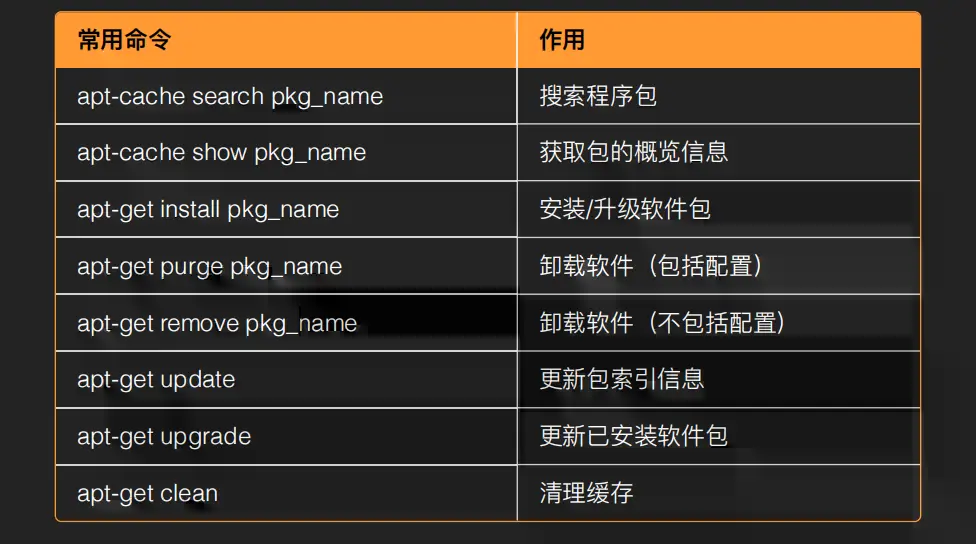 常用命令 作用
apt-cache search pkg_name 搜索程序包
apt-cache show pkg_name 获取包的概览信息
apt-get install pkg_name 安装/升级软件包
apt-get purge pkg_name 卸载软件（包括配置）
apt-get remove pkg_name 卸载软件（不包括配置）
apt-get update 更新包索引信息
apt-get upgrade 更新已安装软件包
apt-get clean 清理缓存